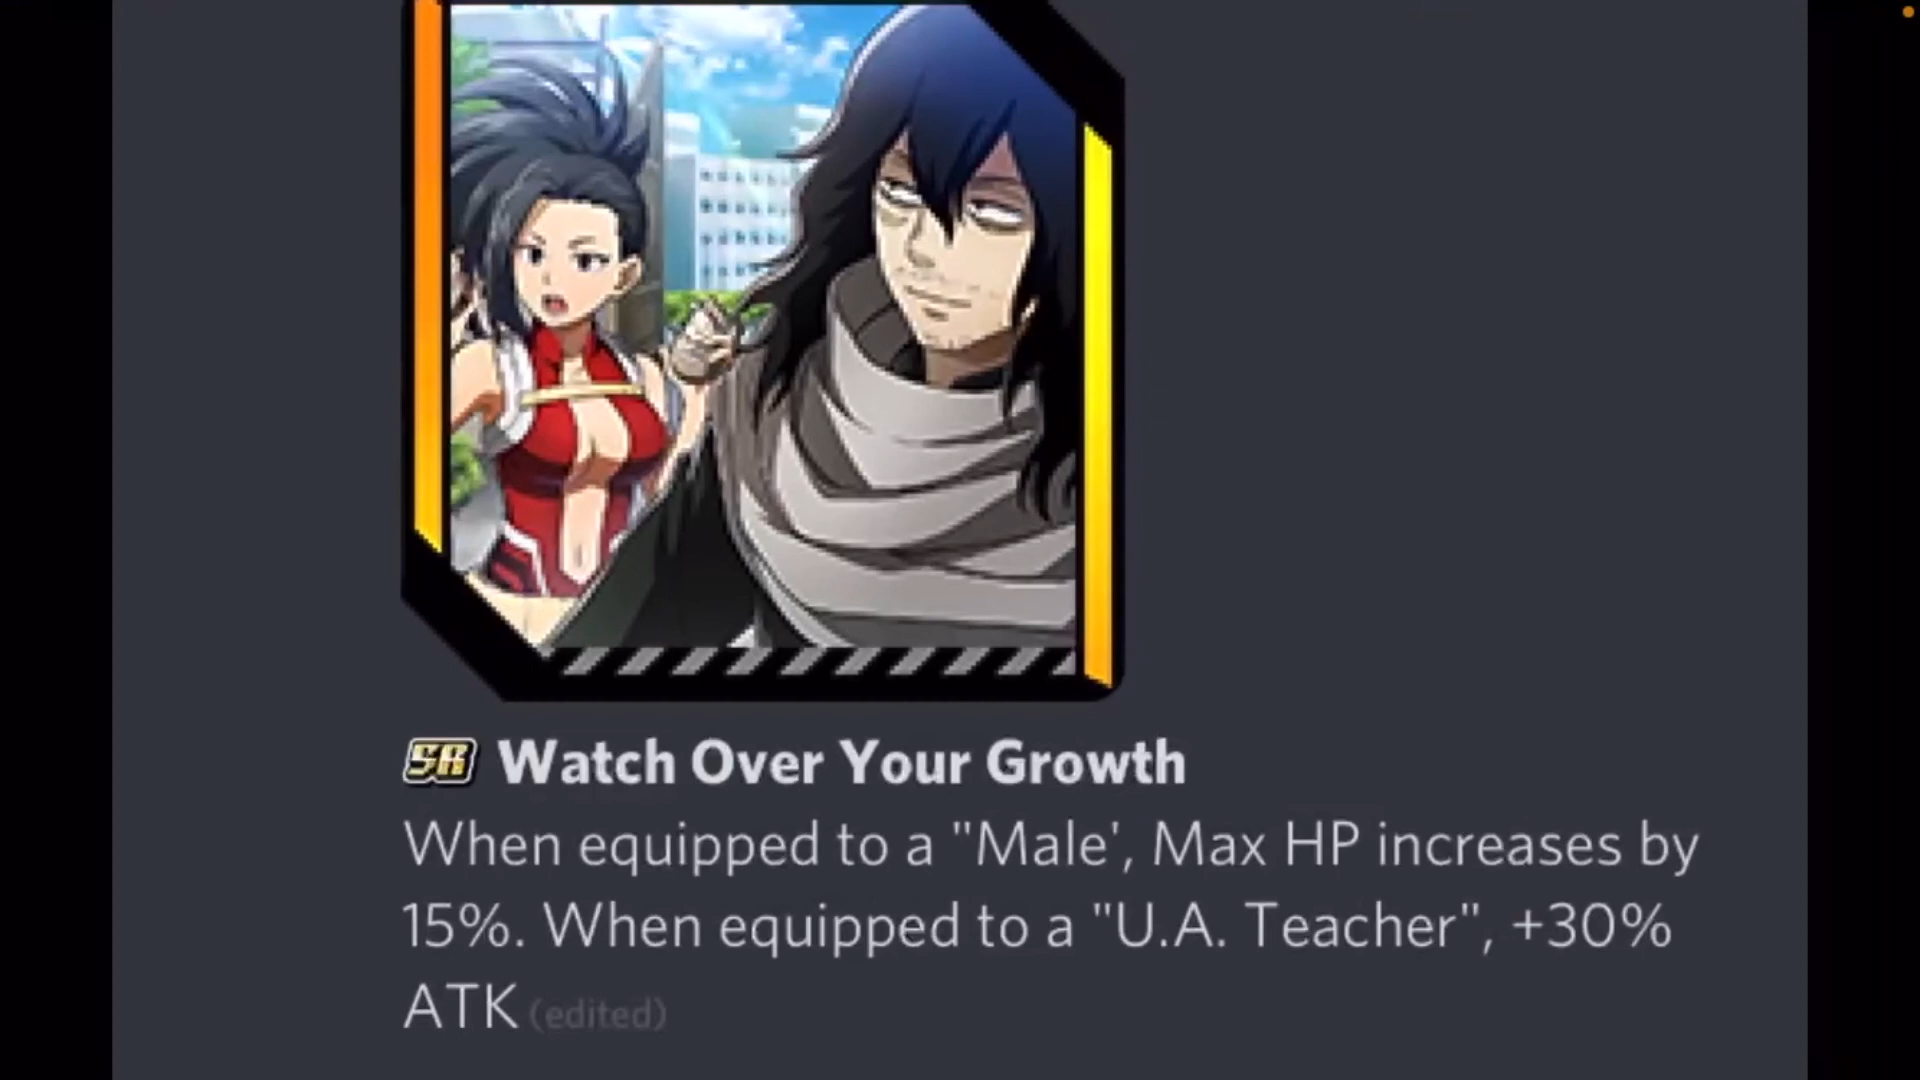 SR Watch Over Your Growth
When equipped to a "Male', Max HP increases by
15%. When equipped to a "U.A. Teacher", +30%
ATK (edited)